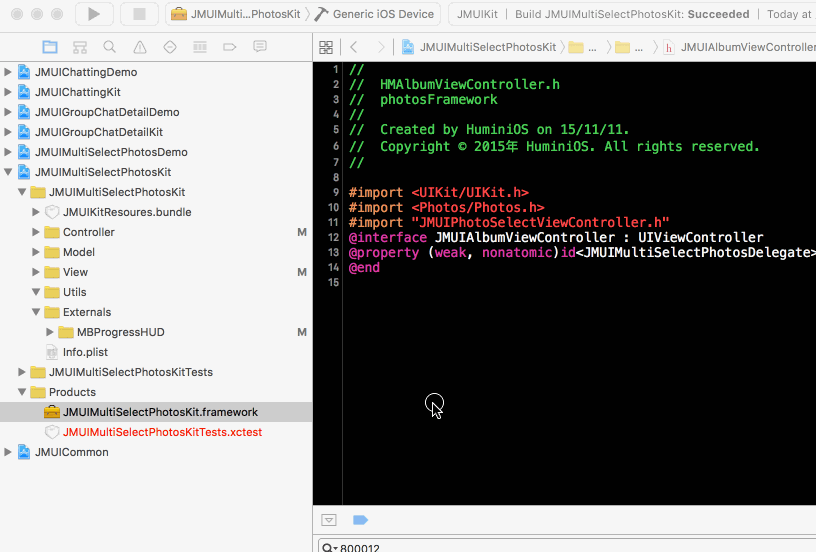 JMUIMulti...PhotosKit
Generic iOS Device
JMUIKit
Build JMUIMultiSelectPhotosKit: Succeeded
Today at
JMUIMultiSelectPhotosKit
...
...
h
JMUIAlbumViewController
JMUIChattingDemo
JMUIChattingKit
JMUIGroupChatDetailDemo
JMUIGroupChatDetailKit
JMUIMultiSelectPhotosDemo
JMUIMultiSelectPhotosKit
JMUIMultiSelectPhotosKit
JMUIKitResoures.bundle
Controller M
Model
View M
Utils
Externals
MBProgressHUD M
Info.plist
JMUIMultiSelectPhotosKitTests
Products
JMUIMultiSelectPhotosKit.framework
JMUIMultiSelectPhotosKitTests.xctest
JMUICommon
1 //
2 // HMAlbumViewController.h
3 // photosFramework
4 //
5 // Created by HuminiOS on 15/11/11.
6 // Copyright © 2015年 HuminiOS. All rights reserved.
7 //
8
9 #import <UIKit/UIKit.h>
10 #import <Photos/Photos.h>
11 #import "JMUIPhotoSelectViewController.h"
12 @interface JMUIAlbumViewController : UIViewController
13 @property (weak, nonatomic)id<JMUIMultiSelectPhotosDelegate>
14 @end
15
800012